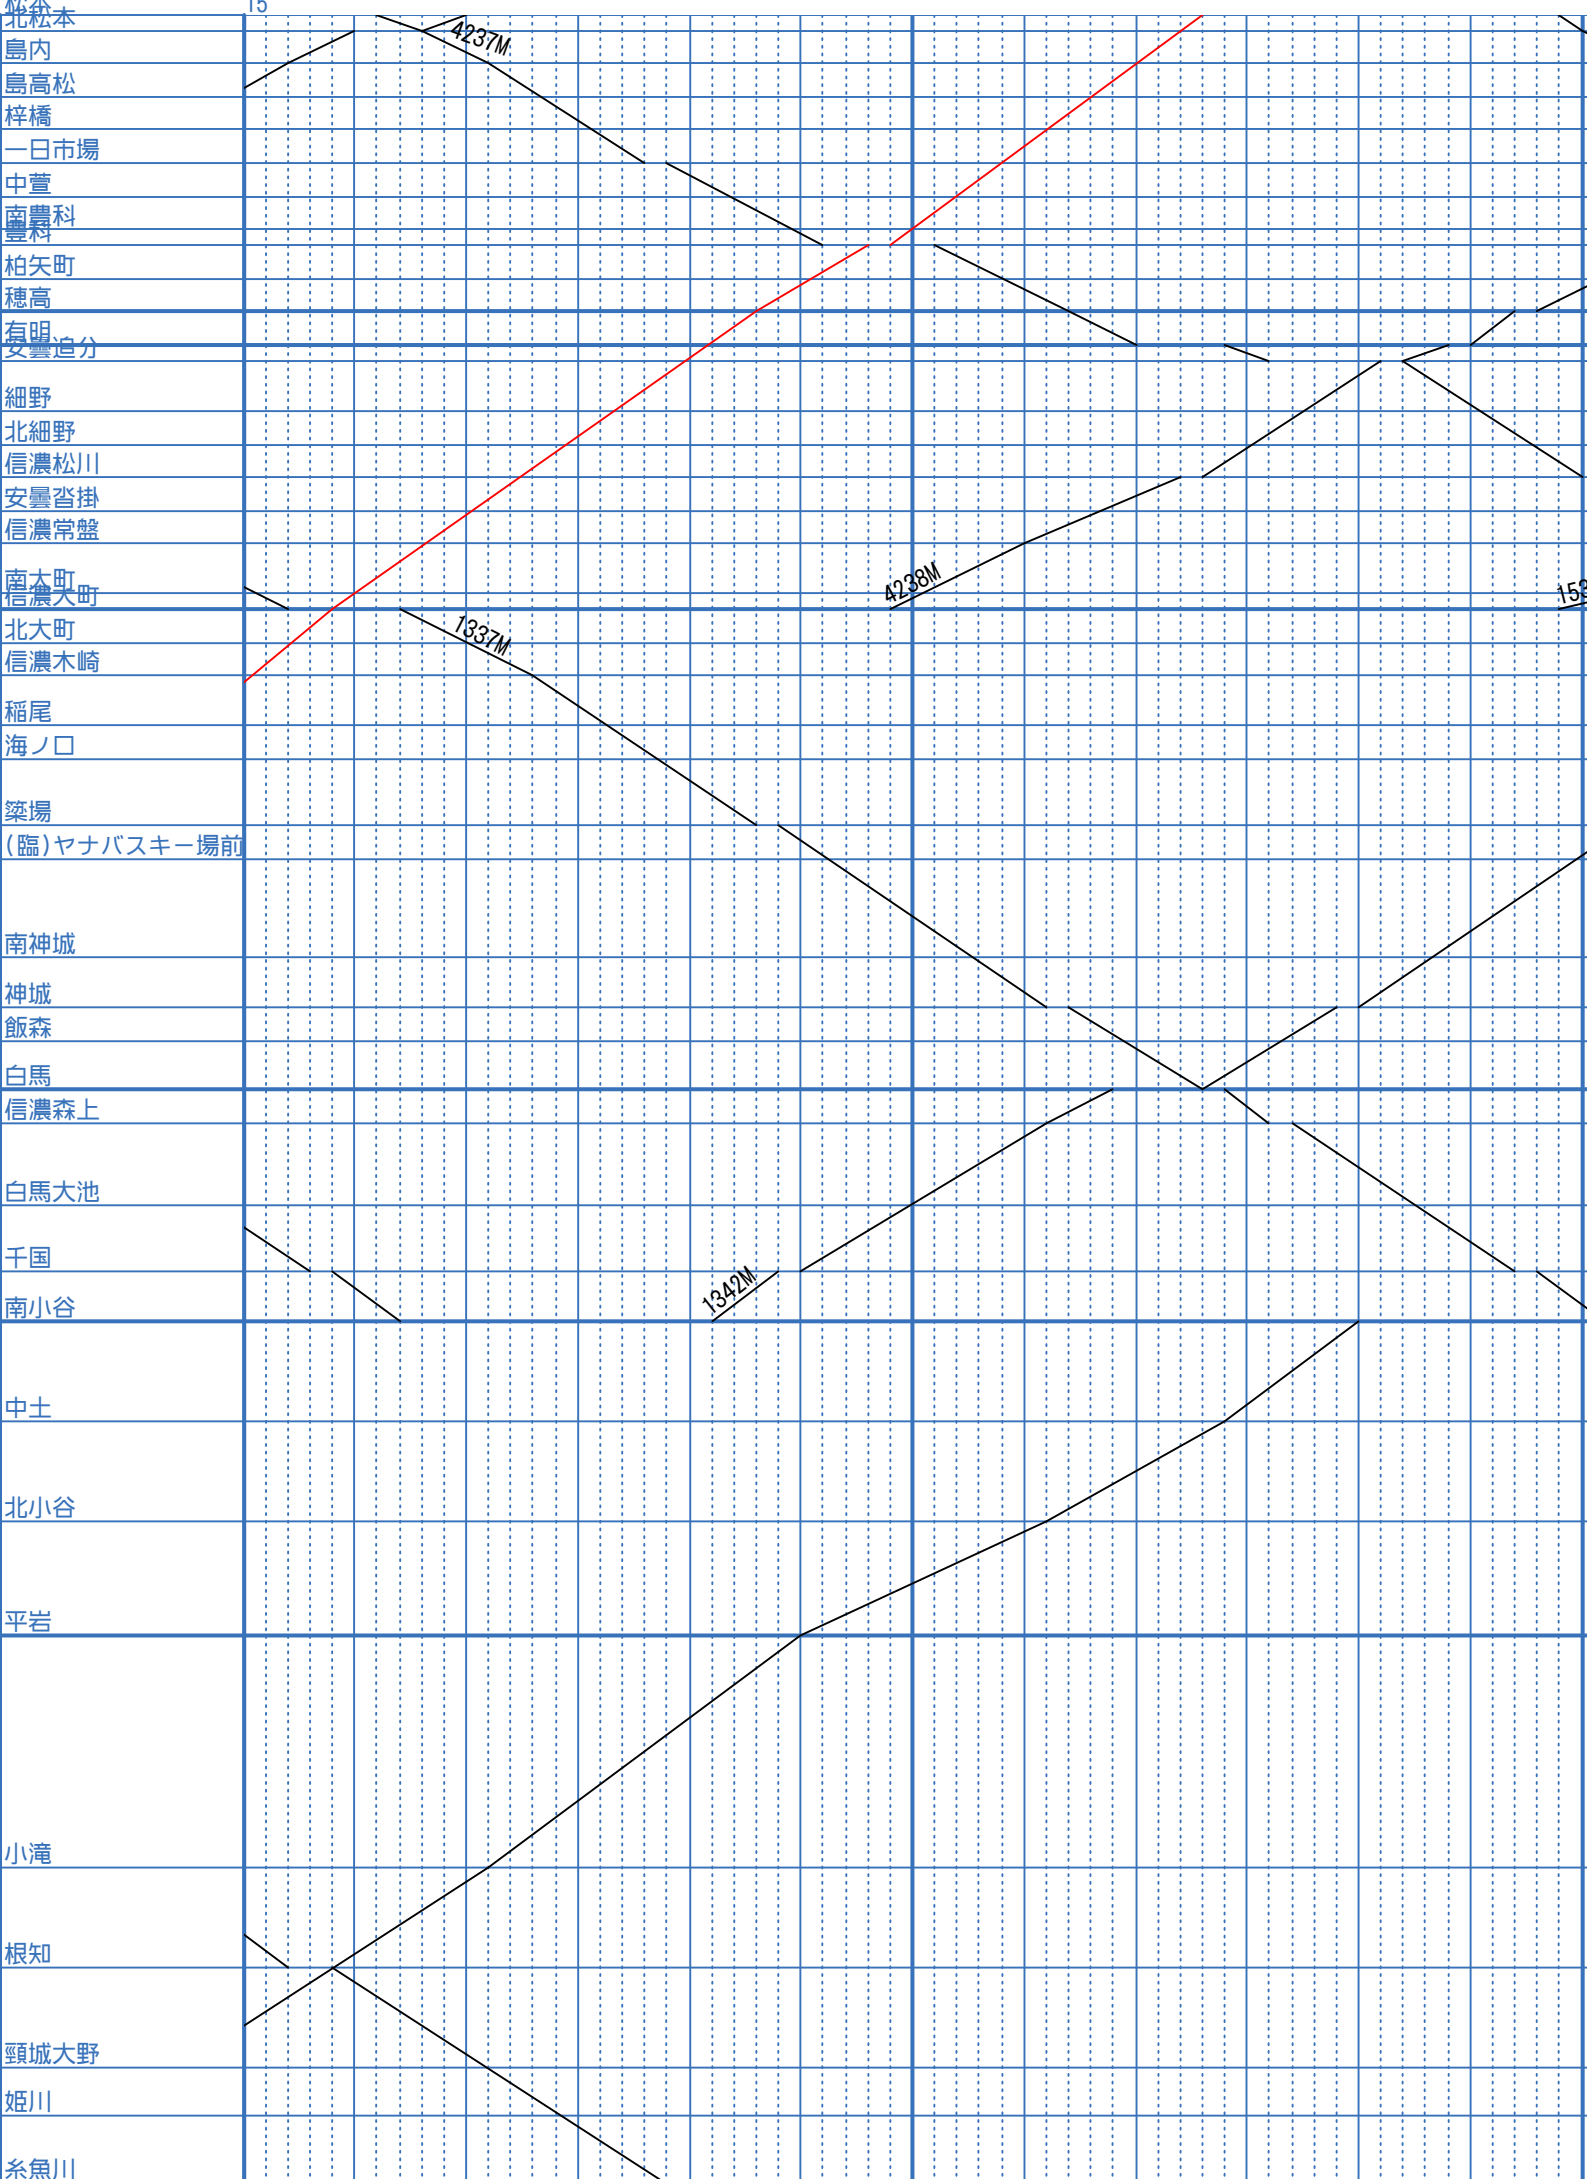 松本
15
北松本
島内
島高松
梓橋
一日市場
中萱
南豊科
豊科
柏矢町
穂高
有明
安曇追分
細野
北細野
信濃松川
安曇沓掛
信濃常盤
南大町
信濃大町
北大町
信濃木崎
稲尾
海ノ口
簗場
(臨)ヤナバスキー場前
南神城
神城
飯森
白馬
信濃森上
白馬大池
千国
南小谷
中土
北小谷
平岩
小滝
根知
頸城大野
姫川
糸魚川
4237M
4238M
153
1337M
1342M